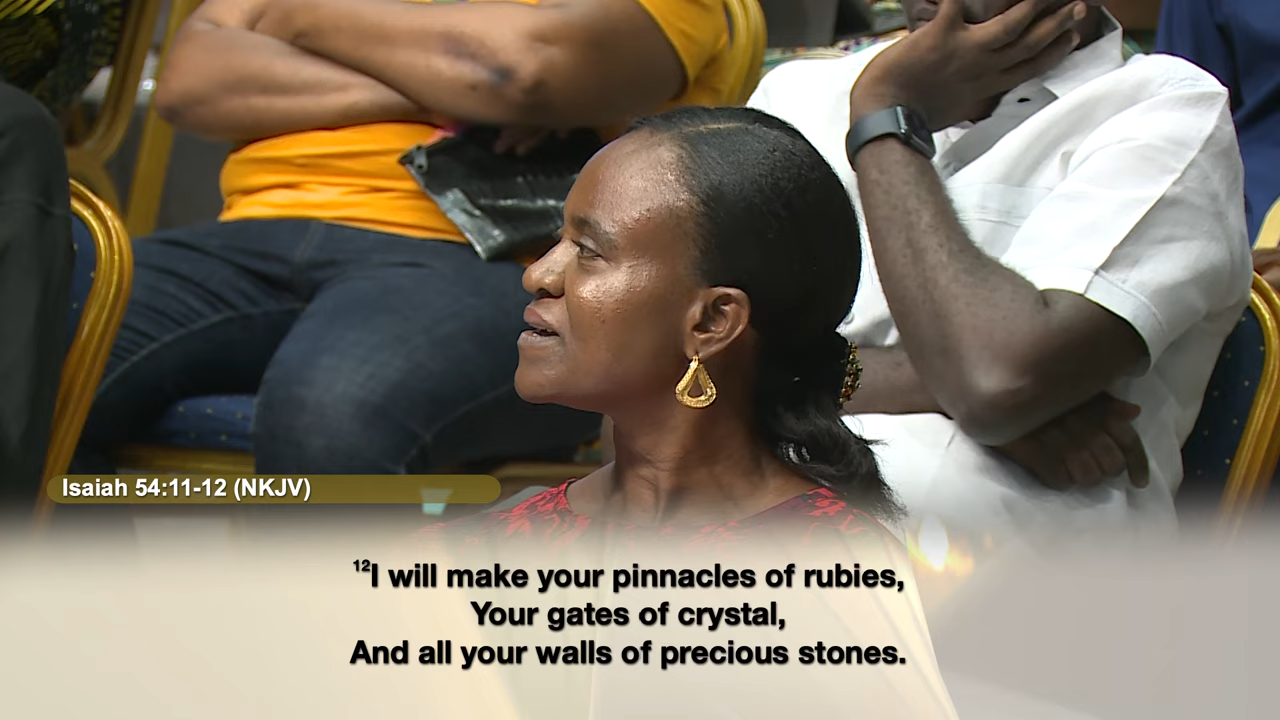 Isaiah 54:11-12 (NKJV)
¹²I will make your pinnacles of rubies,
Your gates of crystal,
And all your walls of precious stones.